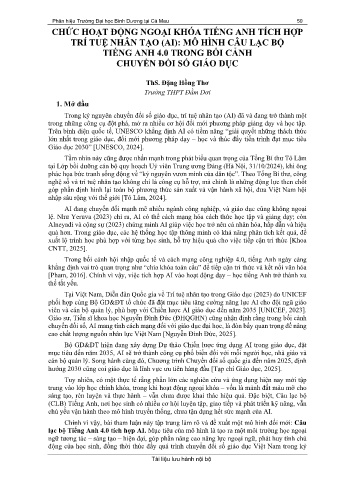 Phân hiệu Trường Đại học Bình Dương tại Cà Mau 59
CHỨC HOẠT ĐỘNG NGOẠI KHÓA TIẾNG ANH TÍCH HỢP
TRÍ TUỆ NHÂN TẠO (AI): MÔ HÌNH CÂU LẠC BỘ
TIẾNG ANH 4.0 TRONG BỐI CẢNH
CHUYỂN ĐỔI SỐ GIÁO DỤC
ThS. Đặng Hồng Thơ
Trường THPT Đầm Dơi
1. Mở đầu
Trong kỷ nguyên chuyển đổi số giáo dục, trí tuệ nhân tạo (AI) đã và đang trở thành một
trong những công cụ đột phá, mở ra nhiều cơ hội đổi mới phương pháp giảng dạy và học tập.
Trên bình diện quốc tế, UNESCO khẳng định AI có tiềm năng “giải quyết những thách thức
lớn nhất trong giáo dục, đổi mới phương pháp dạy – học và thúc đẩy tiến trình đạt mục tiêu
Giáo dục 2030” [UNESCO, 2024].
Tầm nhìn này cũng được nhấn mạnh trong phát biểu quan trọng của Tổng Bí thư Tô Lâm
tại Lớp bồi dưỡng cán bộ quy hoạch Uỷ viên Trung ương Đảng (Hà Nội, 31/10/2024), khi ông
phác họa bức tranh sống động về “kỷ nguyên vươn mình của dân tộc”. Theo Tổng Bí thư, công
nghệ số và trí tuệ nhân tạo không chỉ là công cụ hỗ trợ, mà chính là những động lực then chốt
góp phần định hình lại toàn bộ phương thức sản xuất và vận hành xã hội, đưa Việt Nam hội
nhập sâu rộng với thế giới [Tô Lâm, 2024].
AI đang chuyển đổi mạnh mẽ nhiều ngành công nghiệp, và giáo dục cũng không ngoại
lệ. Như Yenuva (2023) chỉ ra, AI có thể cách mạng hóa cách thức học tập và giảng dạy; còn
Alneyadi và cộng sự (2023) chứng minh AI giúp việc học trở nên cá nhân hóa, hấp dẫn và hiệu
quả hơn. Trong giáo dục, các hệ thống học tập thông minh có khả năng phân tích kết quả, đề
xuất lộ trình học phù hợp với từng học sinh, hỗ trợ hiệu quả cho việc tiếp cận tri thức [Khoa
CNTT, 2025].
Trong bối cảnh hội nhập quốc tế và cách mạng công nghiệp 4.0, tiếng Anh ngày càng
khẳng định vai trò quan trọng như “chìa khóa toàn cầu” để tiếp cận tri thức và kết nối văn hóa
[Pham, 2016]. Chính vì vậy, việc tích hợp AI vào hoạt động dạy – học tiếng Anh trở thành xu
thế tất yếu.
Tại Việt Nam, Diễn đàn Quốc gia về Trí tuệ nhân tạo trong Giáo dục (2023) do UNICEF
phối hợp cùng Bộ GD&ĐT tổ chức đã đặt mục tiêu tăng cường năng lực AI cho đội ngũ giáo
viên và cán bộ quản lý, phù hợp với Chiến lược AI giáo dục đến năm 2035 [UNICEF, 2023].
Giáo sư, Tiến sĩ khoa học Nguyễn Đình Đức (ĐHQGHN) cũng nhận định rằng trong bối cảnh
chuyển đổi số, AI mang tính cách mạng đối với giáo dục đại học, là đòn bẩy quan trọng để nâng
cao chất lượng nguồn nhân lực Việt Nam [Nguyễn Đình Đức, 2025].
Bộ GD&ĐT hiện đang xây dựng Dự thảo Chiến lược ứng dụng AI trong giáo dục, đặt
mục tiêu đến năm 2035, AI sẽ trở thành công cụ phổ biến đối với mỗi người học, nhà giáo và
cán bộ quản lý. Song hành cùng đó, Chương trình Chuyển đổi số quốc gia đến năm 2025, định
hướng 2030 cũng coi giáo dục là lĩnh vực ưu tiên hàng đầu [Tạp chí Giáo dục, 2025].
Tuy nhiên, có một thực tế rằng phần lớn các nghiên cứu và ứng dụng hiện nay mới tập
trung vào lớp học chính khóa, trong khi hoạt động ngoại khóa – vốn là mảnh đất màu mỡ cho
sáng tạo, rèn luyện và thực hành – vẫn chưa được khai thác hiệu quả. Đặc biệt, Câu lạc bộ
(CLB) Tiếng Anh, nơi học sinh có nhiều cơ hội luyện tập, giao tiếp và phát triển kỹ năng, vẫn
chủ yếu vận hành theo mô hình truyền thống, chưa tận dụng hết sức mạnh của AI.
Chính vì vậy, bài tham luận này tập trung làm rõ và đề xuất một mô hình đổi mới: Câu
lạc bộ Tiếng Anh 4.0 tích hợp AI. Mục tiêu của mô hình là tạo ra một môi trường học ngoại
ngữ tương tác – sáng tạo – hiện đại, góp phần nâng cao năng lực ngoại ngữ, phát huy tính chủ
động của học sinh, đồng thời thúc đẩy quá trình chuyển đổi số giáo dục Việt Nam trong kỷ
Tài liệu lưu hành nội bộ